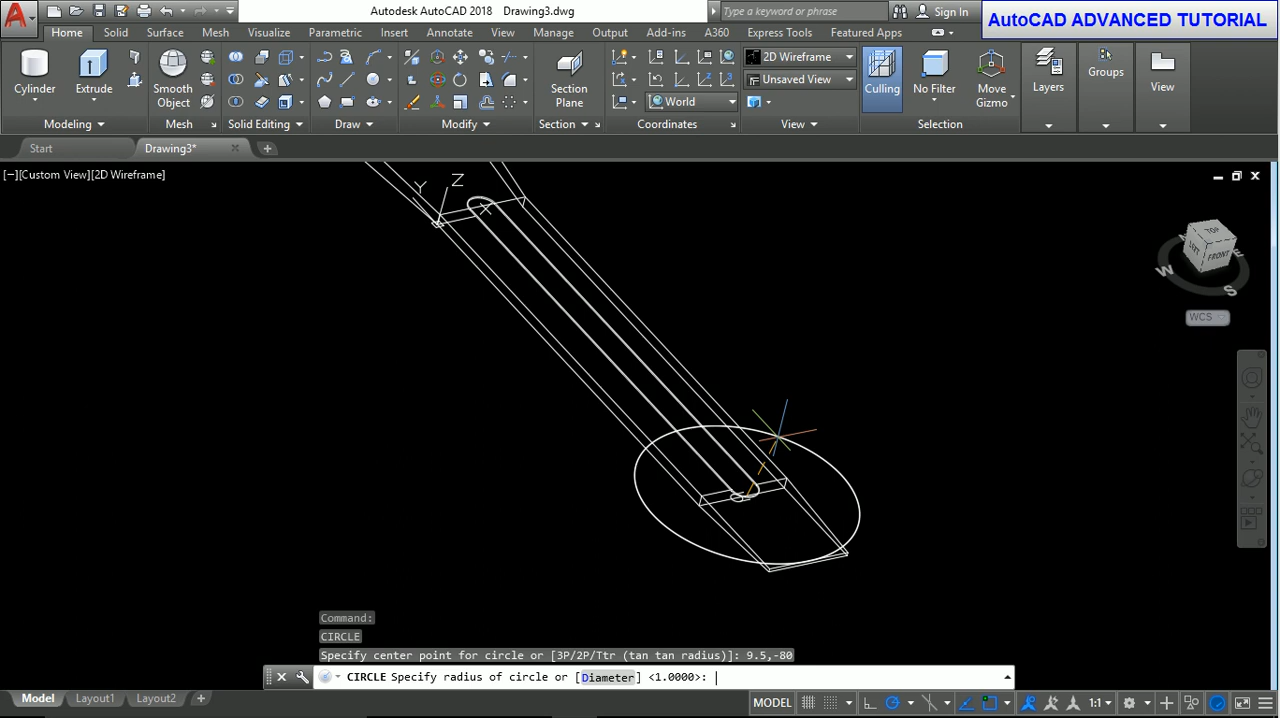 Autodesk AutoCAD 2018 Drawing3.dwg
Type a keyword or phrase
Sign In
AutoCAD ADVANCED TUTORIAL
Home Solid Surface Mesh Visualize Parametric Insert Annotate View Manage Output Add-ins A360 Express Tools Featured Apps
Cylinder
Extrude
Smooth
Object
Section
Plane
World
2D Wireframe
Unsaved View
Culling
No Filter
Move
Gizmo
Layers
Groups
View
Modeling
Mesh
Solid Editing
Draw
Modify
Section
Coordinates
View
Selection
Start
Drawing3*
[−][Custom View][2D Wireframe]
Y
Z
X
TOP
LEFT
FRONT
E
W
S
WCS
Command:
CIRCLE
Specify center point for circle or [3P/2P/Ttr (tan tan radius)]: 9.5,-80
CIRCLE Specify radius of circle or [Diameter] <1.0000>:
Model Layout1 Layout2 +
MODEL
1:1